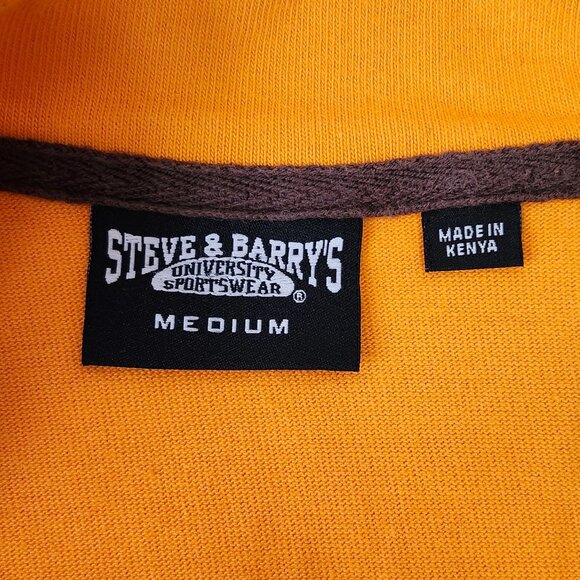 STEVE & BARRY'S
UNIVERSITY
SPORTSWEAR ®
MEDIUM
MADE IN
KENYA